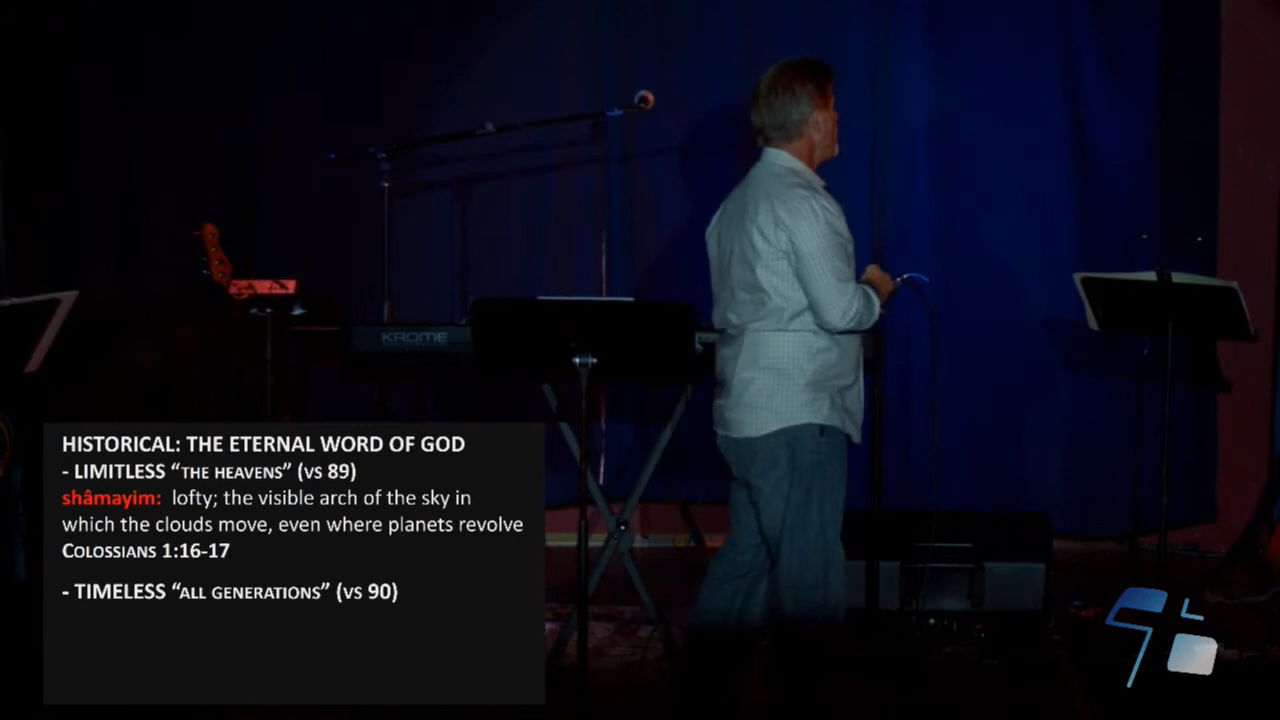 KROME
HISTORICAL: THE ETERNAL WORD OF GOD
- LIMITLESS “THE HEAVENS” (VS 89)
shâmayim: lofty; the visible arch of the sky in
which the clouds move, even where planets revolve
COLOSSIANS 1:16-17
- TIMELESS “ALL GENERATIONS” (VS 90)